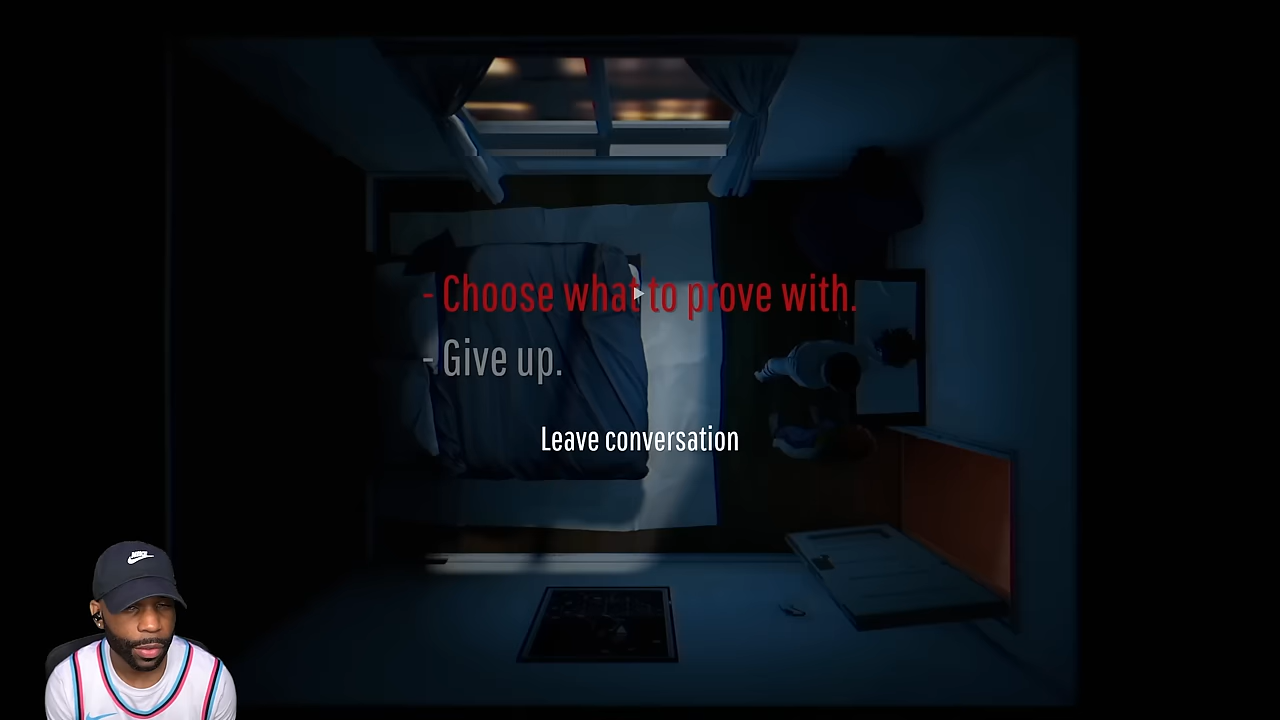 - Choose what to prove with.
- Give up.
Leave conversation